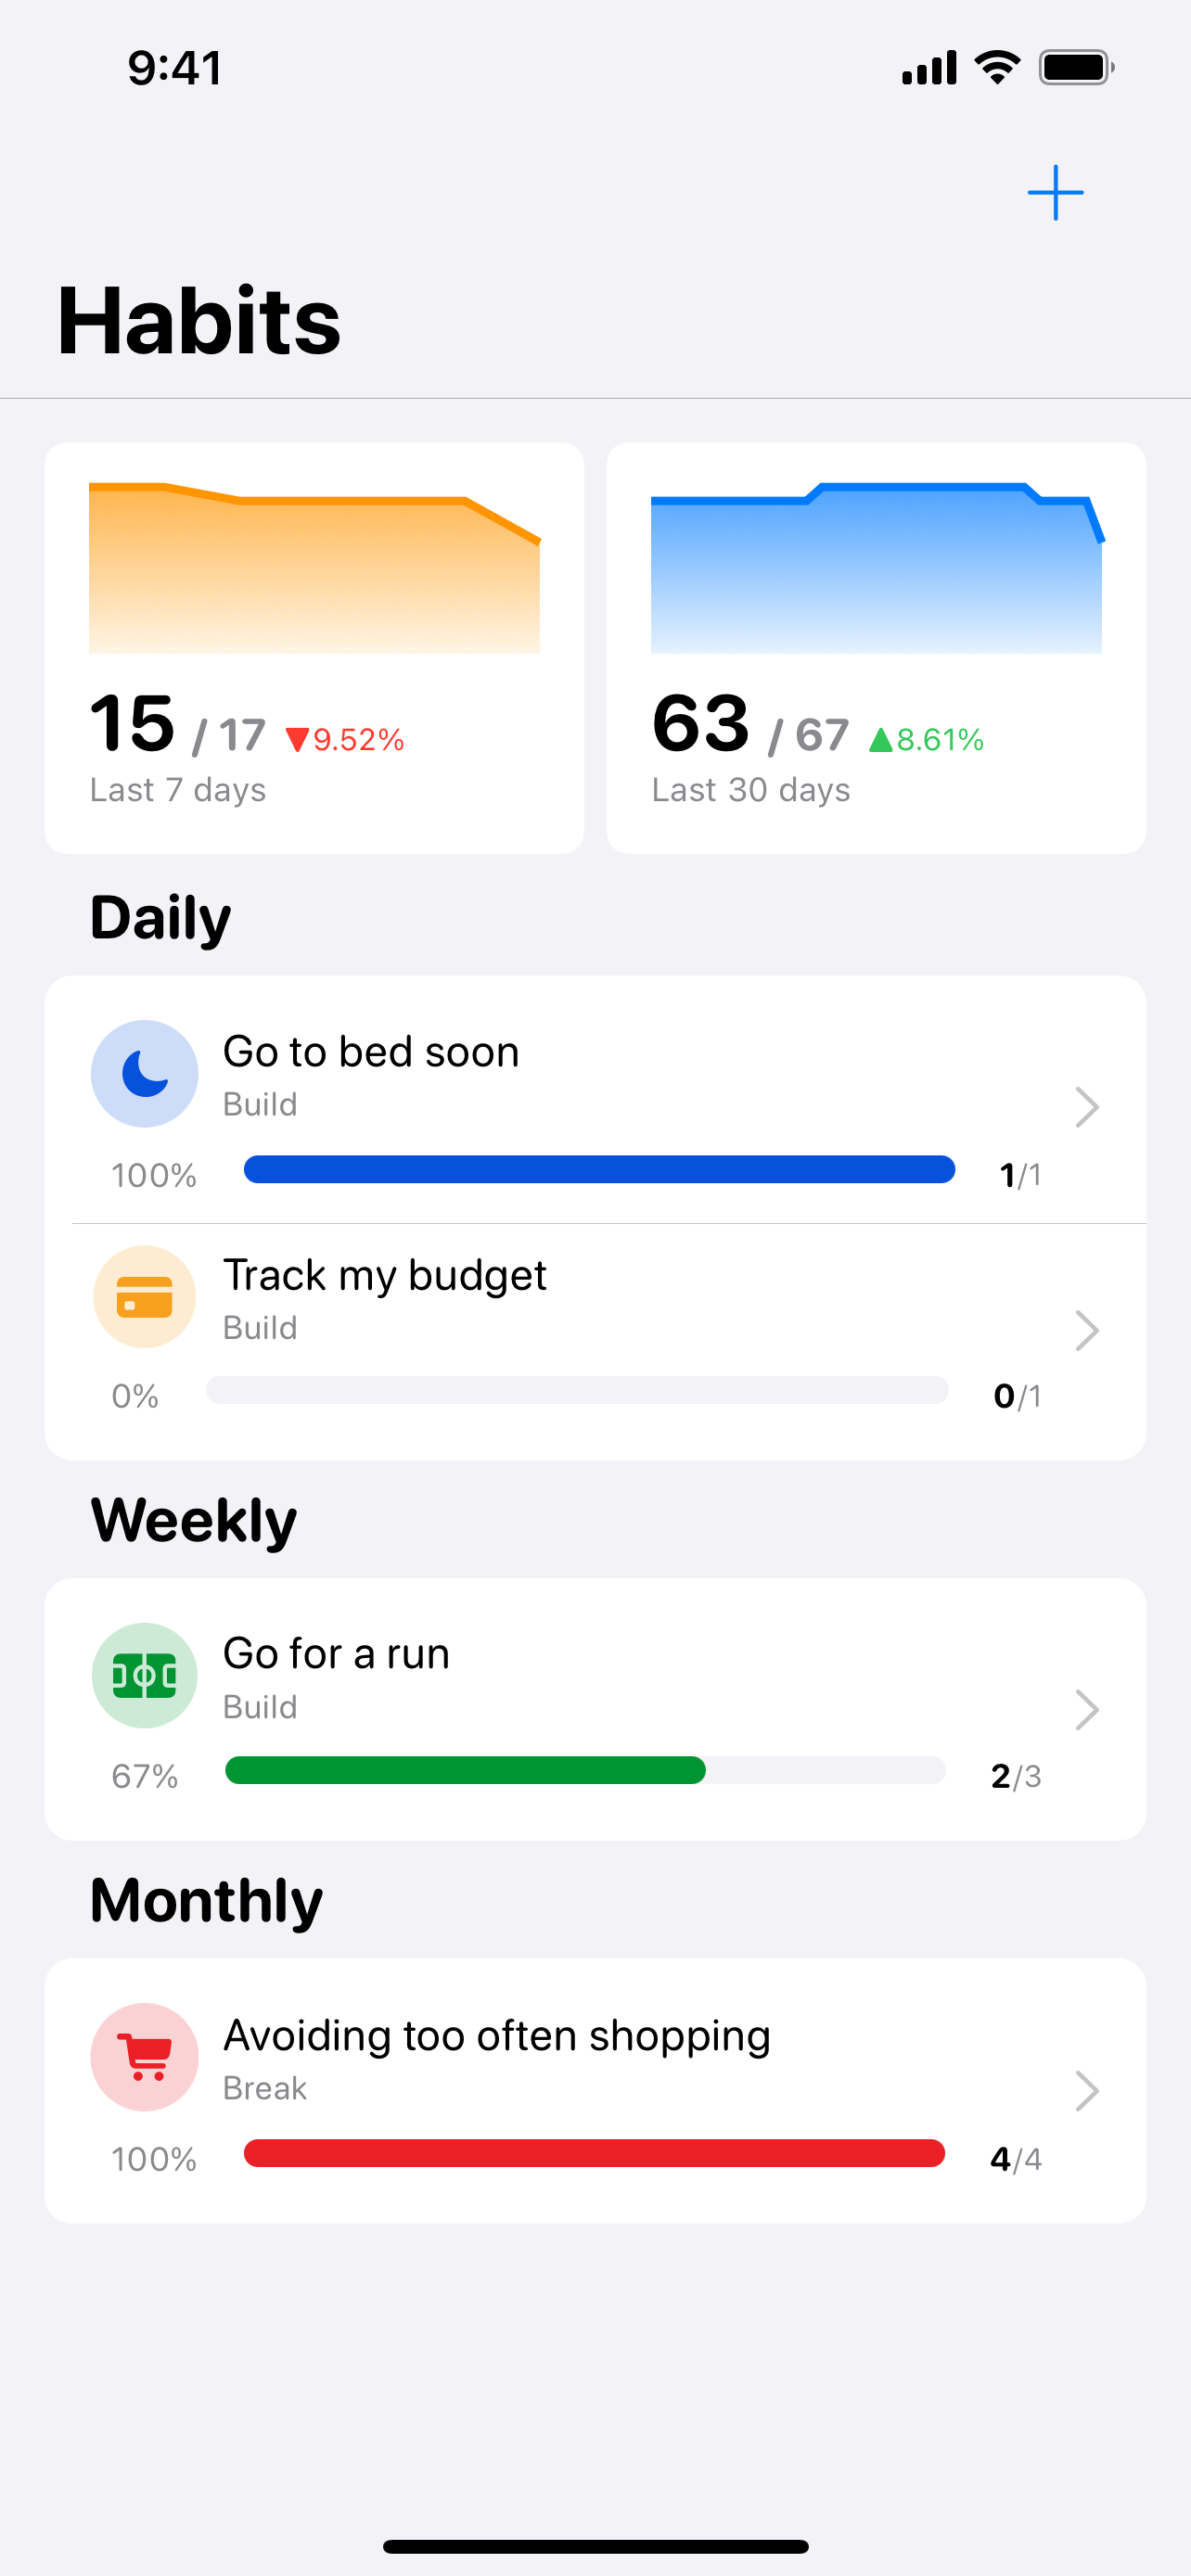 9:41
Habits
15 / 17 ▼9.52%
Last 7 days
63 / 67 ▲8.61%
Last 30 days
Daily
Go to bed soon
Build
100% 1/1
Track my budget
Build
0% 0/1
Weekly
Go for a run
Build
67% 2/3
Monthly
Avoiding too often shopping
Break
100% 4/4